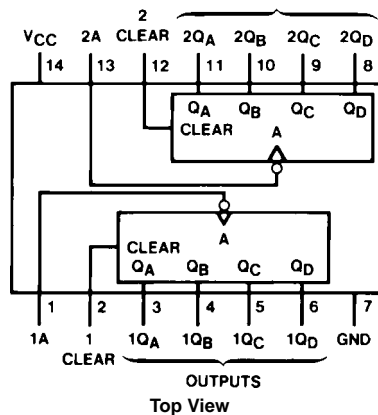 2
VCC 2A CLEAR 2QA 2QB 2QC 2QD
14 13 12 11 10 9 8
QA QB QC QD
CLEAR A
A
CLEAR
QA QB QC QD
1 2 3 4 5 6 7
1A 1 1QA 1QB 1QC 1QD GND
CLEAR
OUTPUTS
Top View